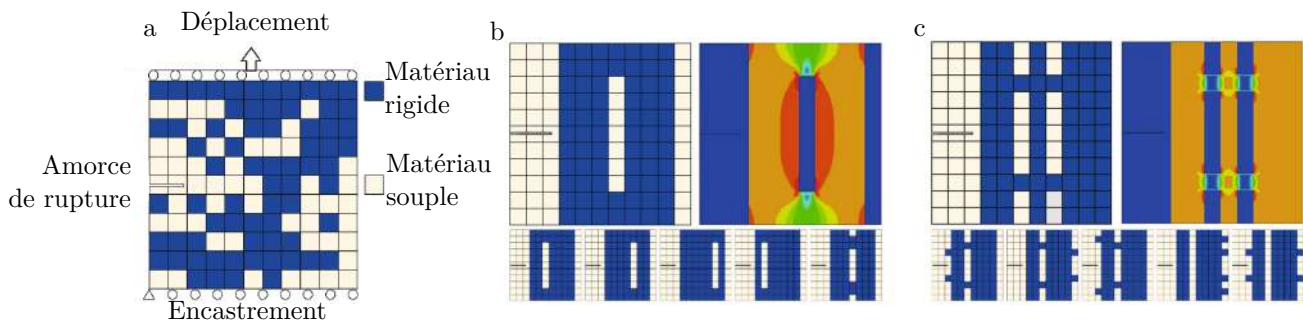 a
Déplacement
Matériau
rigide
Amorce
de rupture
Matériau
souple
Encastrement
b
c